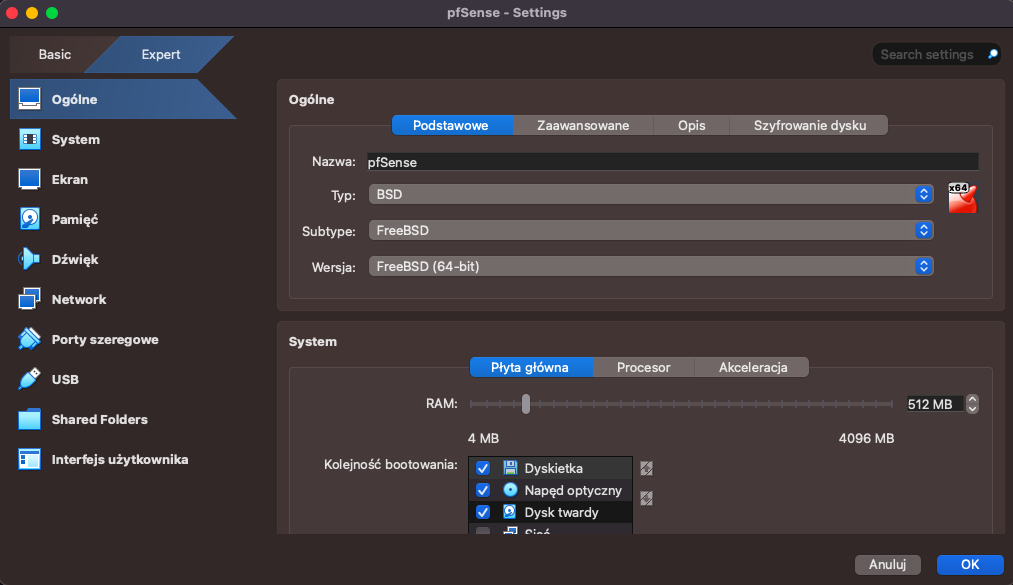 pfSense - Settings
Basic
Expert
Search settings
Ogólne
System
Ekran
Pamięć
Dźwięk
Network
Porty szeregowe
USB
Shared Folders
Interfejs użytkownika
Ogólne
Podstawowe Zaawansowane Opis Szyfrowanie dysku
Nazwa: pfSense
Typ: BSD
x64
Subtype: FreeBSD
Wersja: FreeBSD (64-bit)
System
Płyta główna Procesor Akceleracja
RAM: 512 MB
4 MB 4096 MB
Kolejność bootowania: Dyskietka
Napęd optyczny
Dysk twardy
Sieć
Anuluj OK